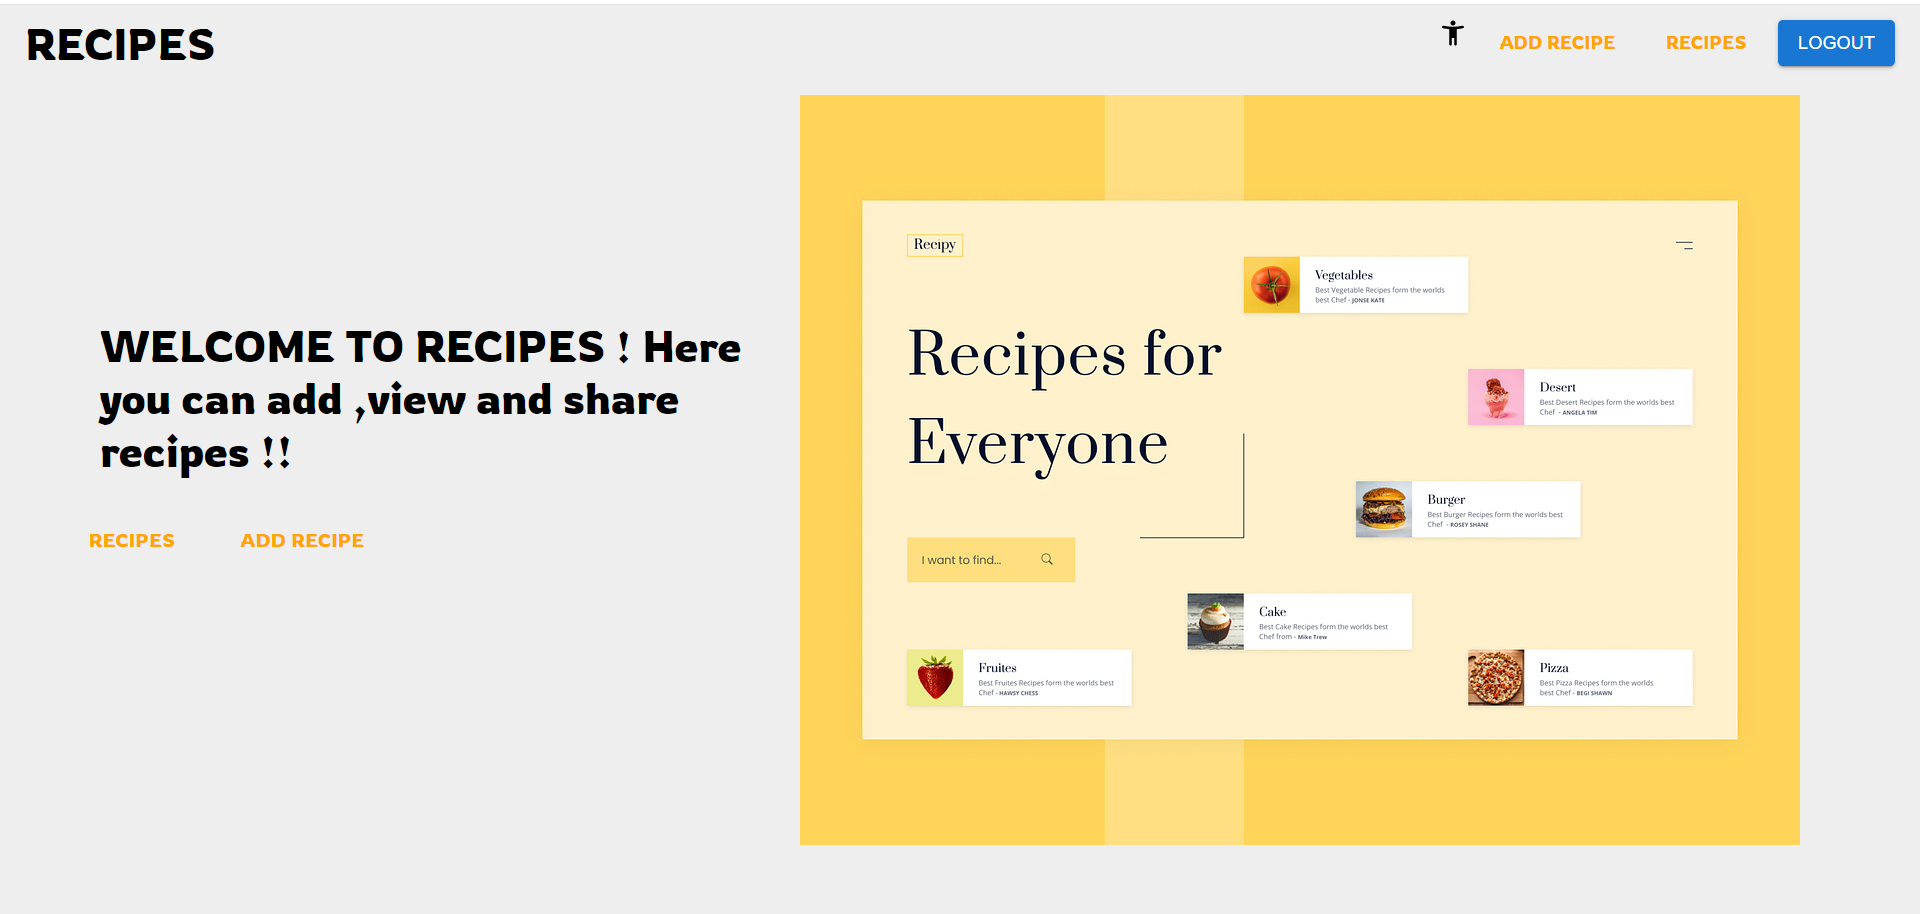 RECIPES
ADD RECIPE
RECIPES
LOGOUT
WELCOME TO RECIPES ! Here
you can add ,view and share
recipes !!
RECIPES
ADD RECIPE
Recipy
Recipes for
Everyone
I want to find...
Vegetables
Best Vegetable Recipes form the worlds
best Chef - JONSE KATE
Desert
Best Desert Recipes form the worlds best
Chef - ANGELA TIM
Burger
Best Burger Recipes form the worlds best
Chef - ROSEY SHANE
Cake
Best Cake Recipes form the worlds best
Chef from - Mike Trew
Fruites
Best Fruites Recipes form the worlds best
Chef - HAWSY CHESS
Pizza
Best Pizza Recipes form the worlds
best Chef - BEGI SHAWN